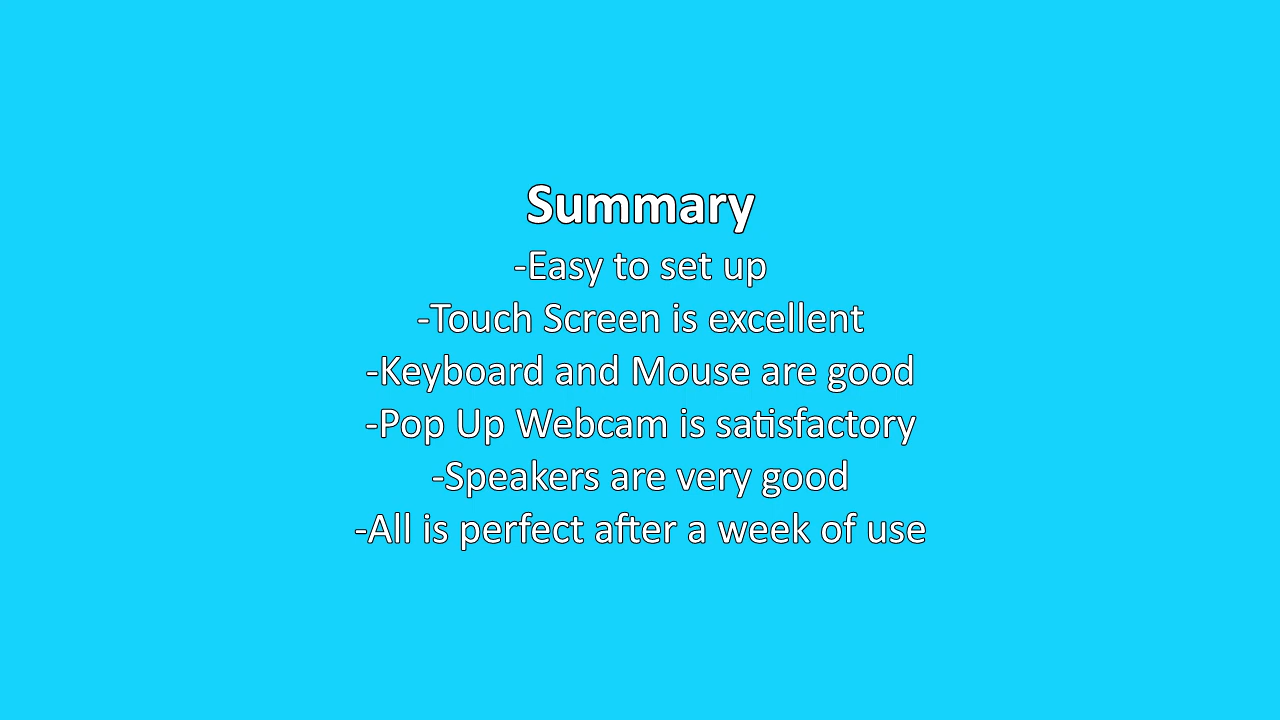 Summary
-Easy to set up
-Touch Screen is excellent
-Keyboard and Mouse are good
-Pop Up Webcam is satisfactory
-Speakers are very good
-All is perfect after a week of use